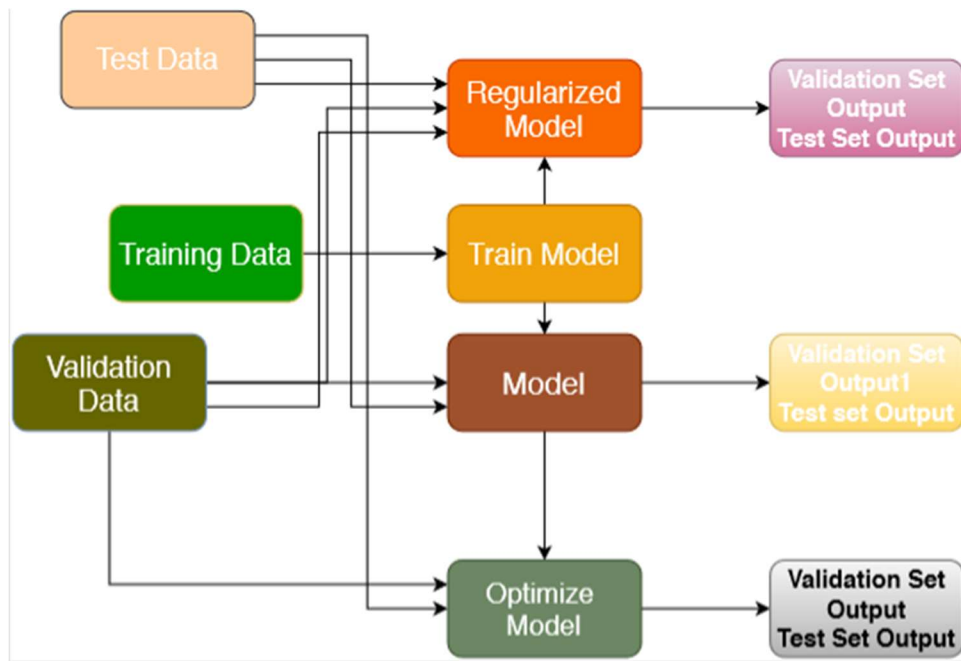 Test Data
Regularized
Model
Validation Set
Output
Test Set Output
Training Data
Train Model
Validation
Data
Model
Validation Set
Output1
Test set Output
Optimize
Model
Validation Set
Output
Test Set Output